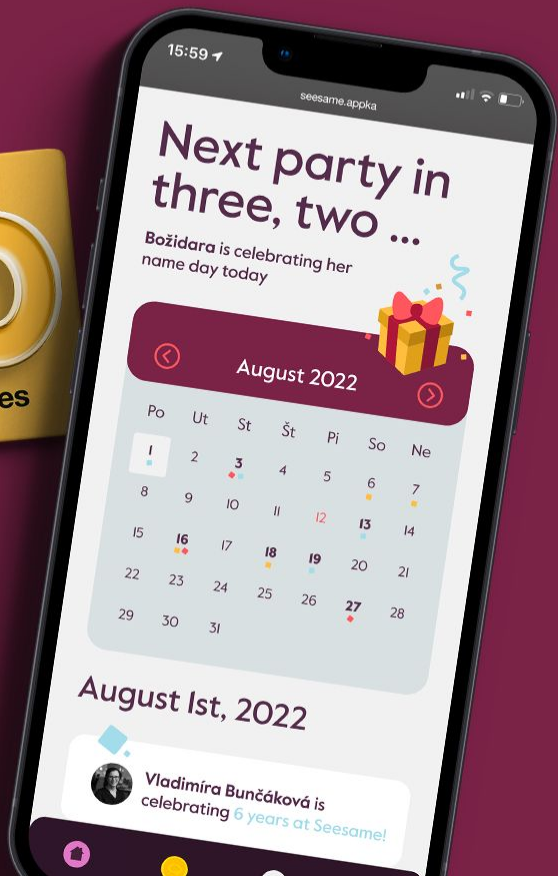 15:59
seesame.appka
Next party in
three, two ...
Božidara is celebrating her
name day today
August 2022
Po Ut St Št Pi So Ne
1 2 3 4 5 6 7
8 9 10 11 12 13 14
15 16 17 18 19 20 21
22 23 24 25 26 27 28
29 30 31
August 1st, 2022
Vladimíra Bunčáková is
celebrating 6 years at Seesame!
es